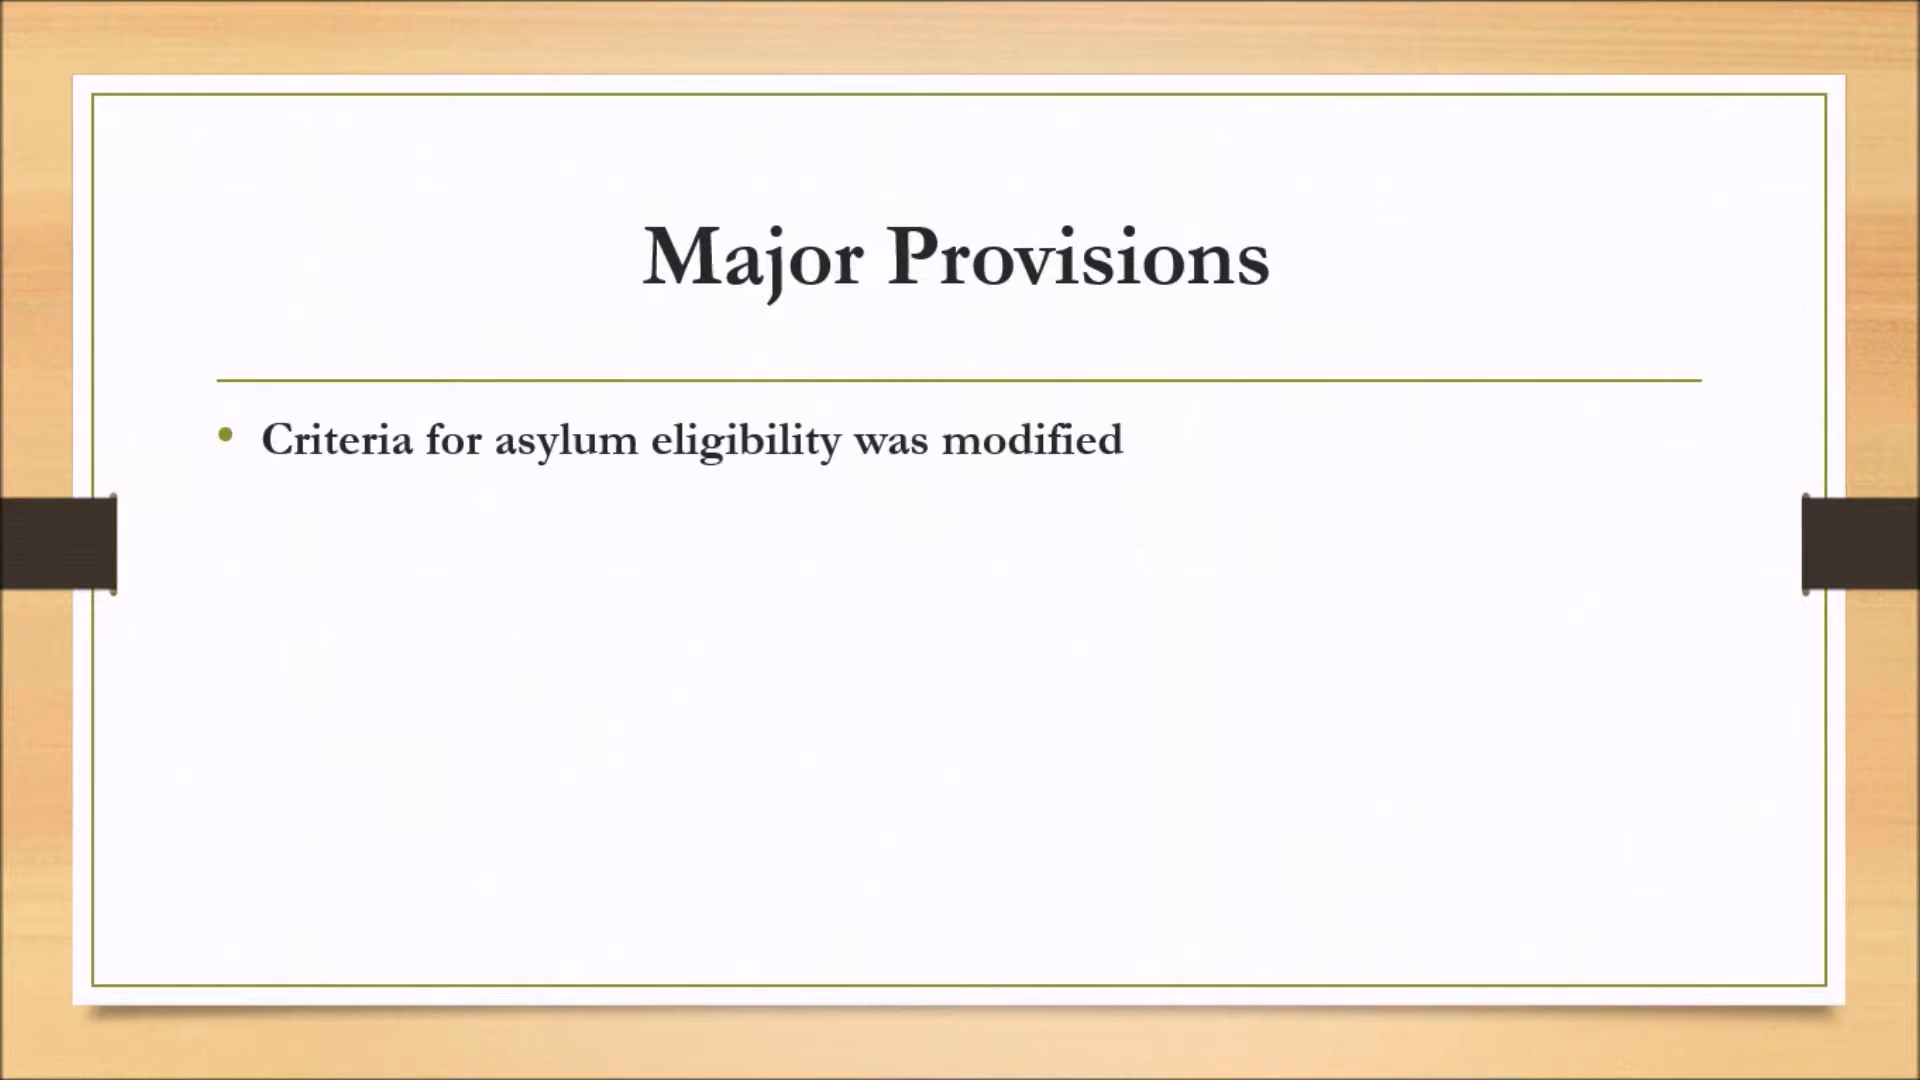 Major Provisions
• Criteria for asylum eligibility was modified